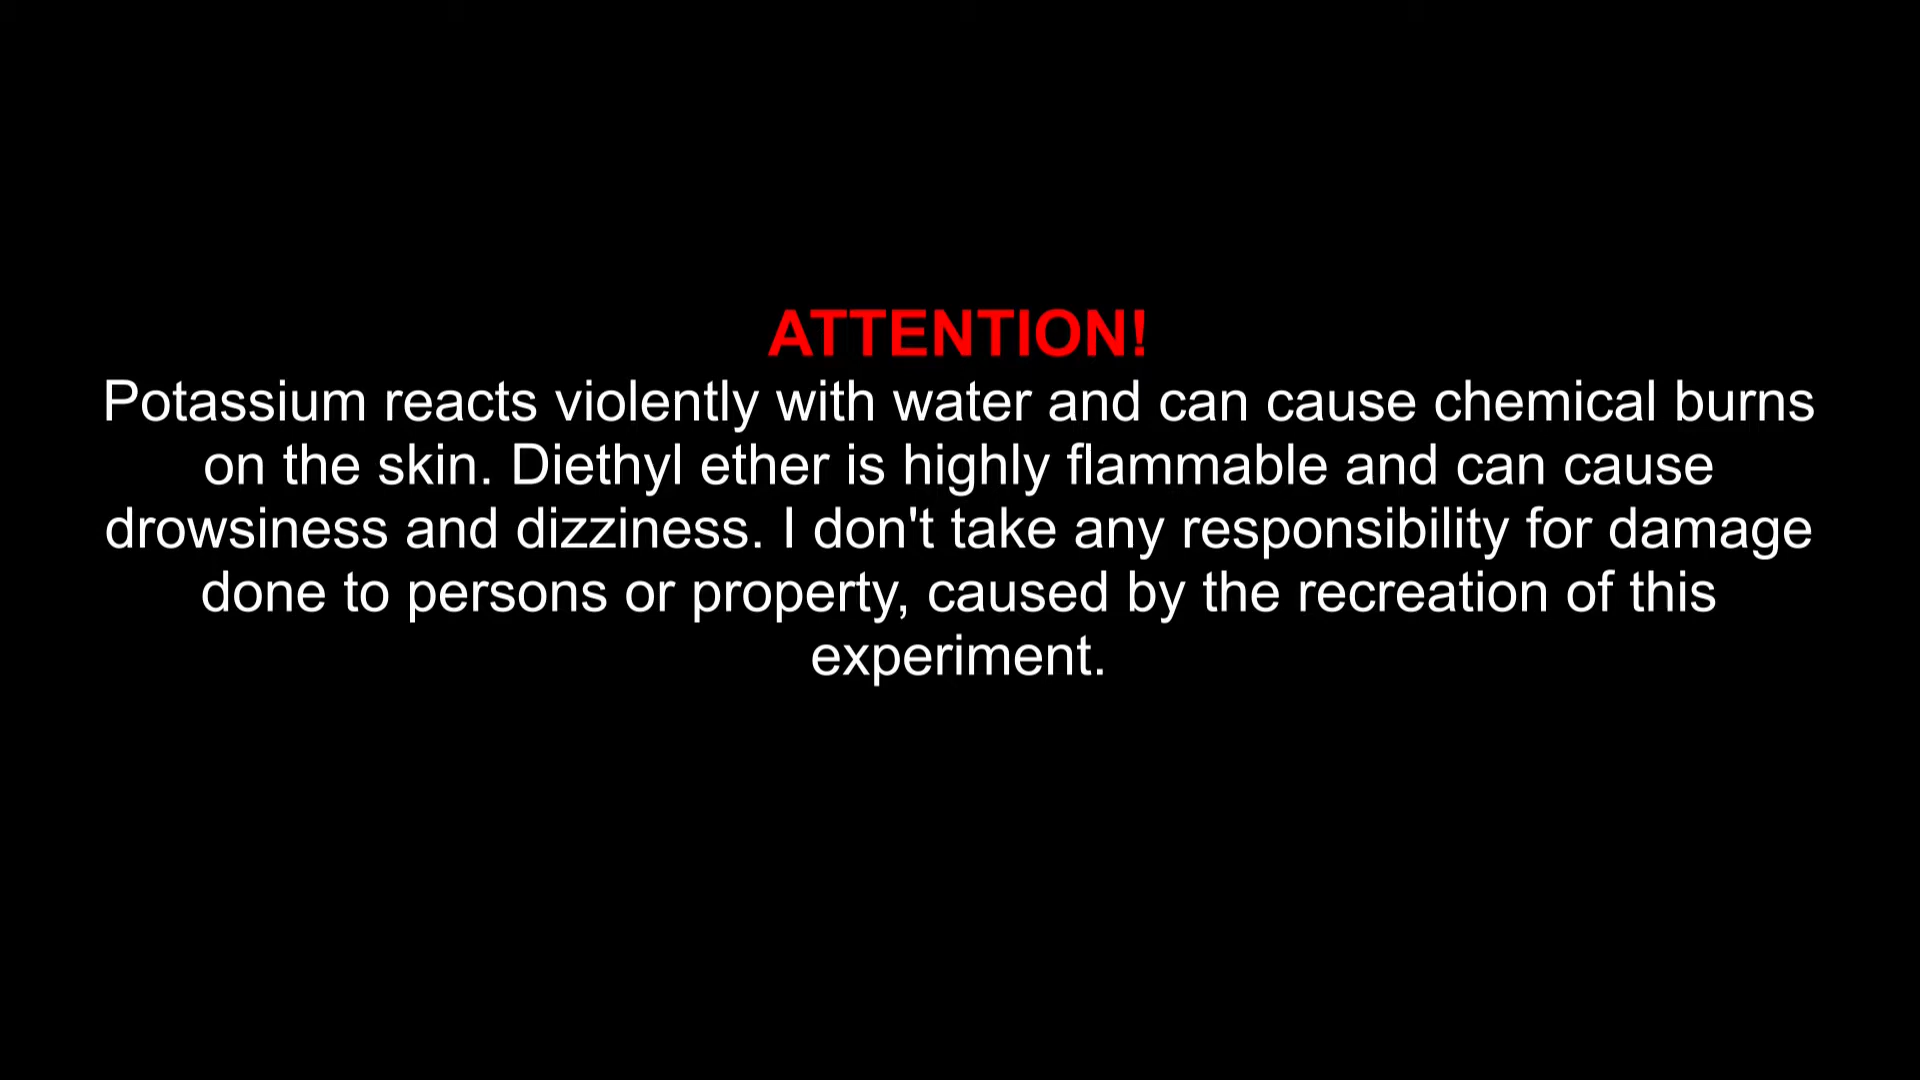 ATTENTION!
Potassium reacts violently with water and can cause chemical burns
on the skin. Diethyl ether is highly flammable and can cause
drowsiness and dizziness. I don't take any responsibility for damage
done to persons or property, caused by the recreation of this
experiment.